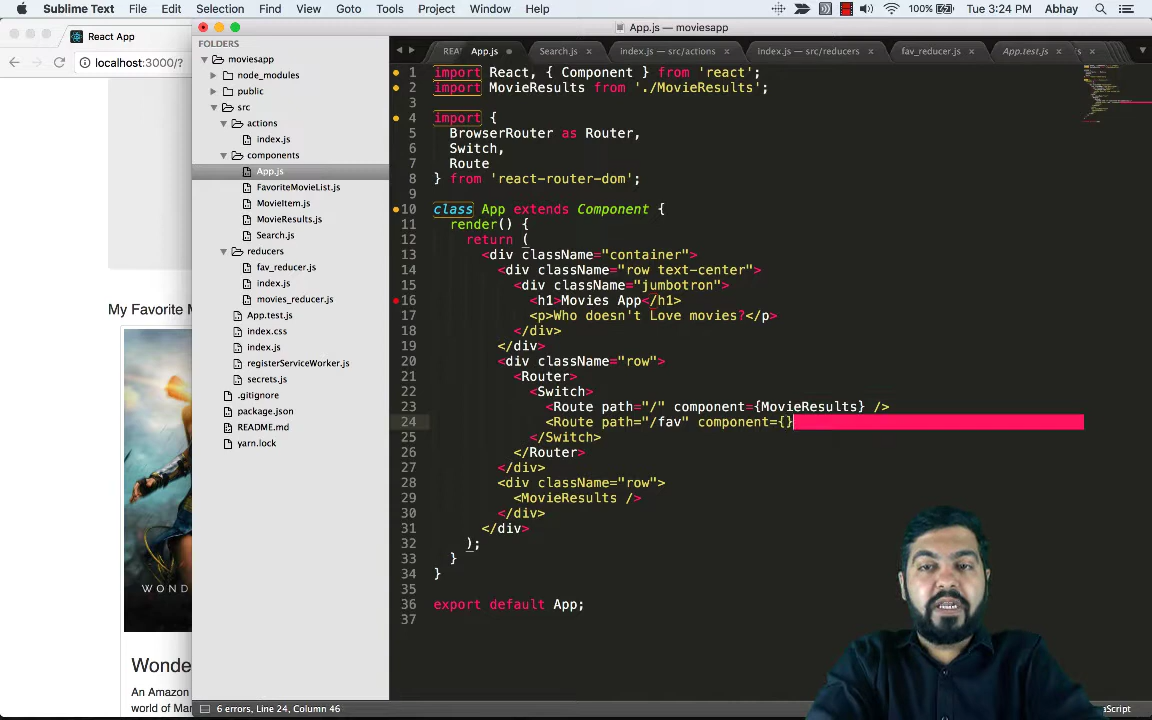 Sublime Text File Edit Selection Find View Goto Tools Project Window Help 100% Tue 3:24 PM Abhay
App.js — moviesapp
React App
localhost:3000/?
FOLDERS
moviesapp
node_modules
public
src
actions
index.js
components
App.js
FavoriteMovieList.js
MovieItem.js
MovieResults.js
Search.js
reducers
fav_reducer.js
index.js
movies_reducer.js
App.test.js
index.css
index.js
registerServiceWorker.js
secrets.js
.gitignore
package.json
README.md
yarn.lock
App.js Search.js index.js — src/actions index.js — src/reducers fav_reducer.js App.test.js
1 import React, { Component } from 'react';
2 import MovieResults from './MovieResults';
3
4 import {
5 BrowserRouter as Router,
6 Switch,
7 Route
8 } from 'react-router-dom';
9
10 class App extends Component {
11 render() {
12 return (
13 <div className="container">
14 <div className="row text-center">
15 <div className="jumbotron">
16 <h1>Movies App</h1>
17 <p>Who doesn't Love movies?</p>
18 </div>
19 </div>
20 <div className="row">
21 <Router>
22 <Switch>
23 <Route path="/" component={MovieResults} />
24 <Route path="/fav" component={}
25 </Switch>
26 </Router>
27 </div>
28 <div className="row">
29 <MovieResults />
30 </div>
31 </div>
32 );
33 }
34 }
35
36 export default App;
37
My Favorite M
WOND
Wonde
An Amazon
world of Mar
6 errors, Line 24, Column 46